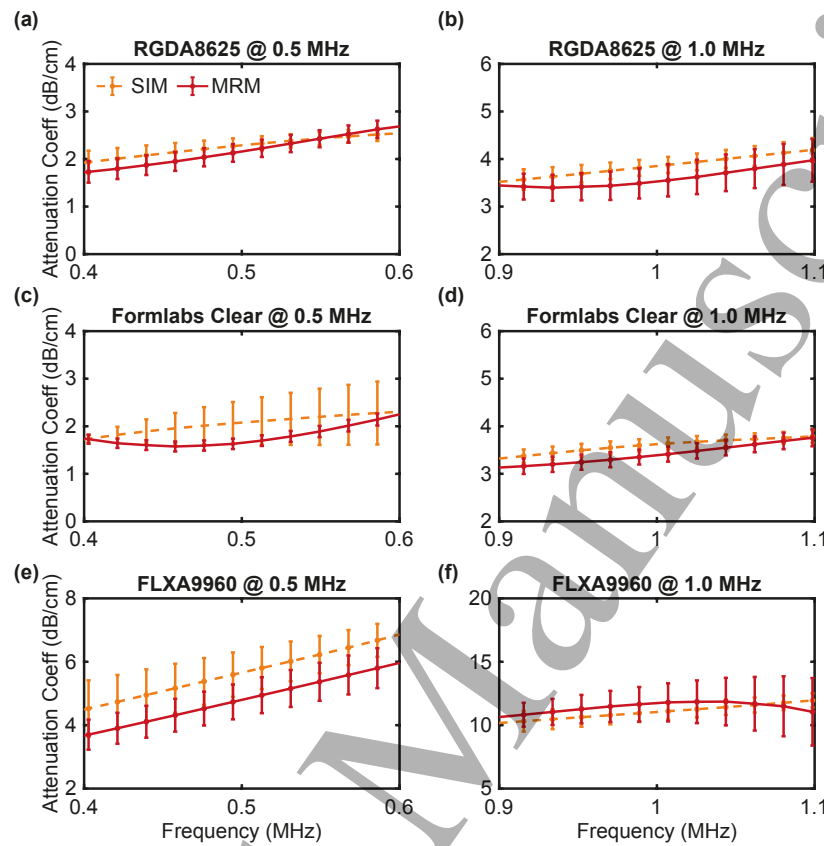 (a)
RGDA8625 @ 0.5 MHz
SIM MRM
Attenuation Coeff (dB/cm)
4
3
2
1
0
0.4 0.5 0.6
(b)
RGDA8625 @ 1.0 MHz
6
5
4
3
2
0.9 1 1.1
(c)
Formlabs Clear @ 0.5 MHz
Attenuation Coeff (dB/cm)
4
3
2
1
0
0.4 0.5 0.6
(d)
Formlabs Clear @ 1.0 MHz
6
5
4
3
2
0.9 1 1.1
(e)
FLXA9960 @ 0.5 MHz
Attenuation Coeff (dB/cm)
8
6
4
2
0.4 0.5 0.6
Frequency (MHz)
(f)
FLXA9960 @ 1.0 MHz
20
15
10
5
0.9 1 1.1
Frequency (MHz)
Manusc